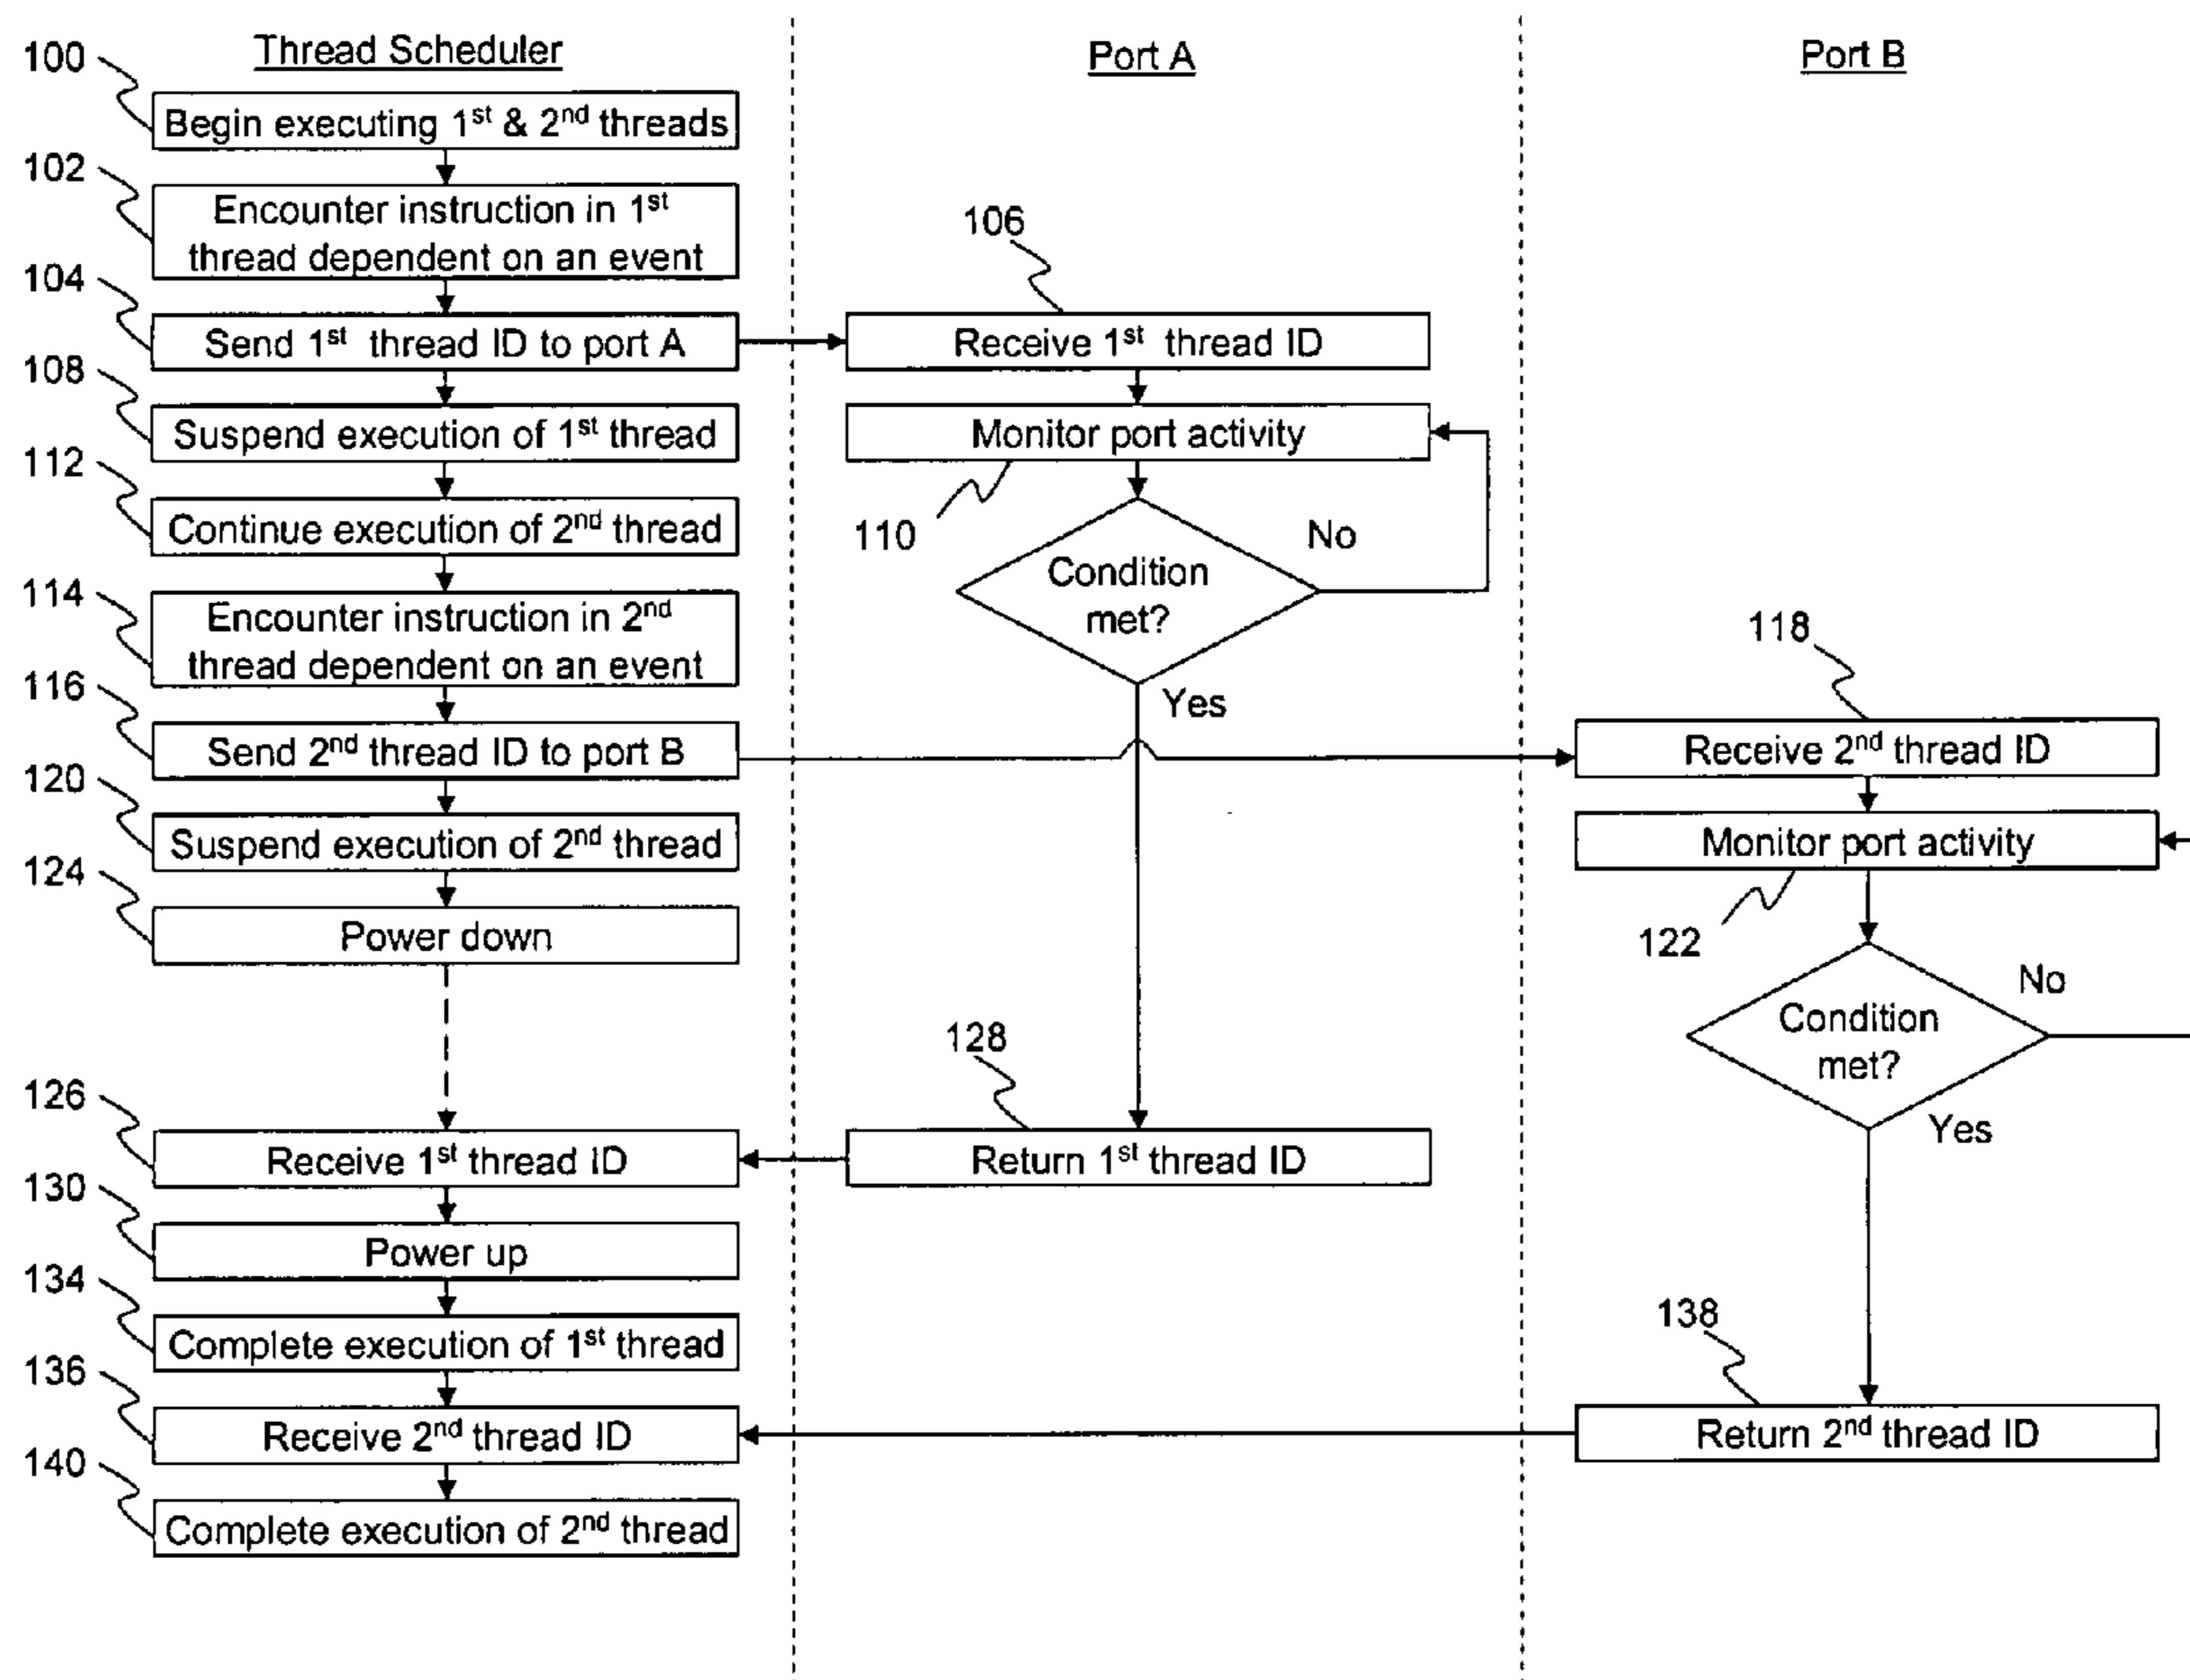 Thread Scheduler
Port A
Port B
100
Begin executing 1st & 2nd threads
102
Encounter instruction in 1st
thread dependent on an event
104
Send 1st thread ID to port A
106
Receive 1st thread ID
108
Suspend execution of 1st thread
Monitor port activity
110
112
Continue execution of 2nd thread
Condition
met?
No
Yes
114
Encounter instruction in 2nd
thread dependent on an event
116
Send 2nd thread ID to port B
118
Receive 2nd thread ID
120
Suspend execution of 2nd thread
Monitor port activity
122
124
Power down
Condition
met?
No
Yes
126
Receive 1st thread ID
128
Return 1st thread ID
130
Power up
134
Complete execution of 1st thread
136
Receive 2nd thread ID
138
Return 2nd thread ID
140
Complete execution of 2nd thread